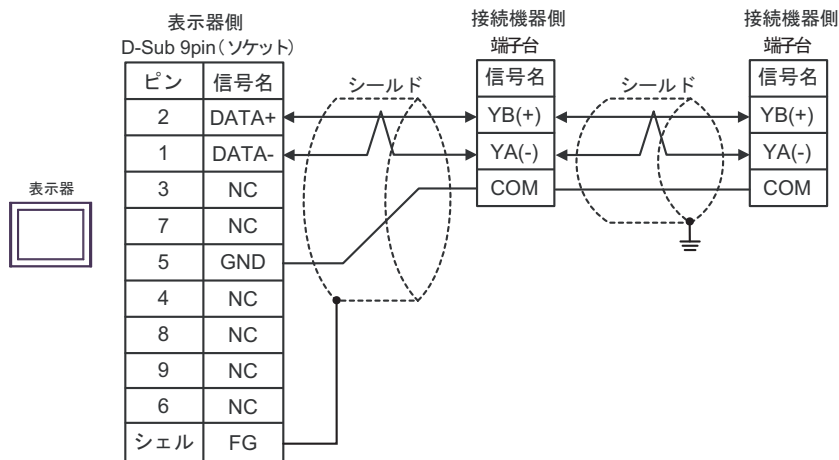 表示器側
D-Sub 9pin(ソケット)
ピン 信号名
2 DATA+
1 DATA-
3 NC
7 NC
5 GND
4 NC
8 NC
9 NC
6 NC
シェル FG
表示器
シールド
接続機器側
端子台
信号名
YB(+)
YA(-)
COM
シールド
接続機器側
端子台
信号名
YB(+)
YA(-)
COM